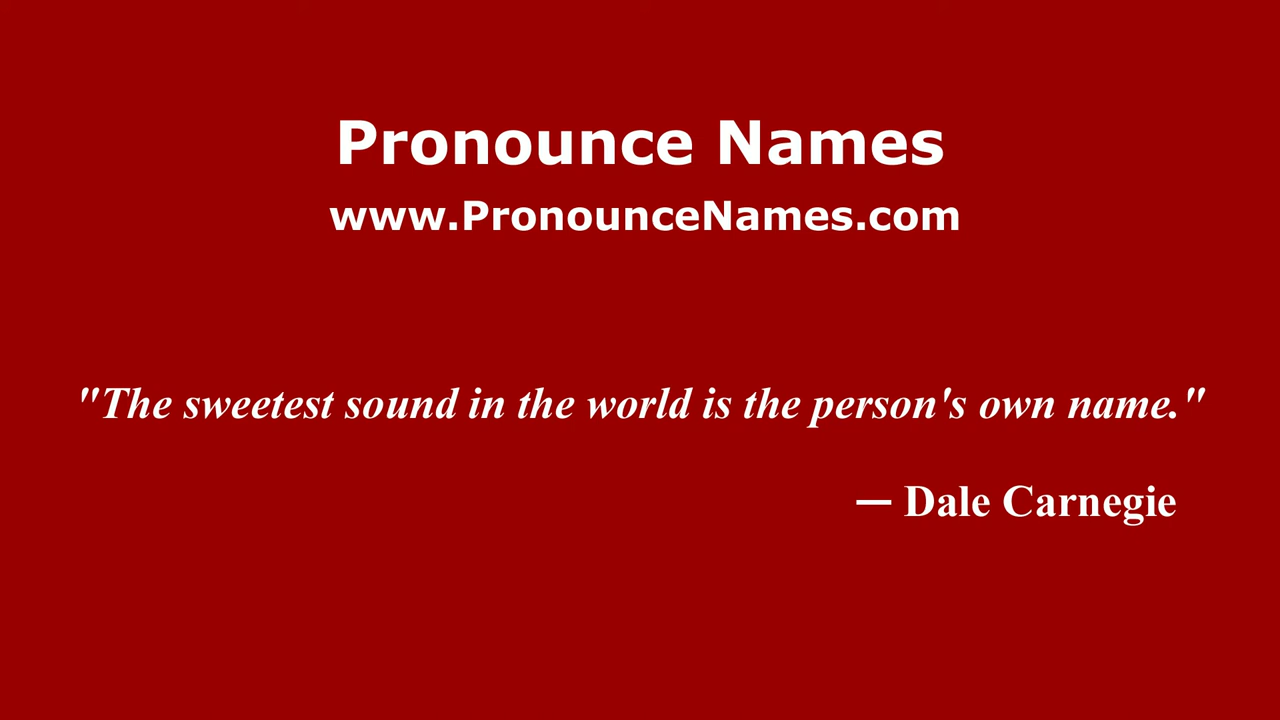 Pronounce Names
www.PronounceNames.com
"The sweetest sound in the world is the person's own name."
— Dale Carnegie